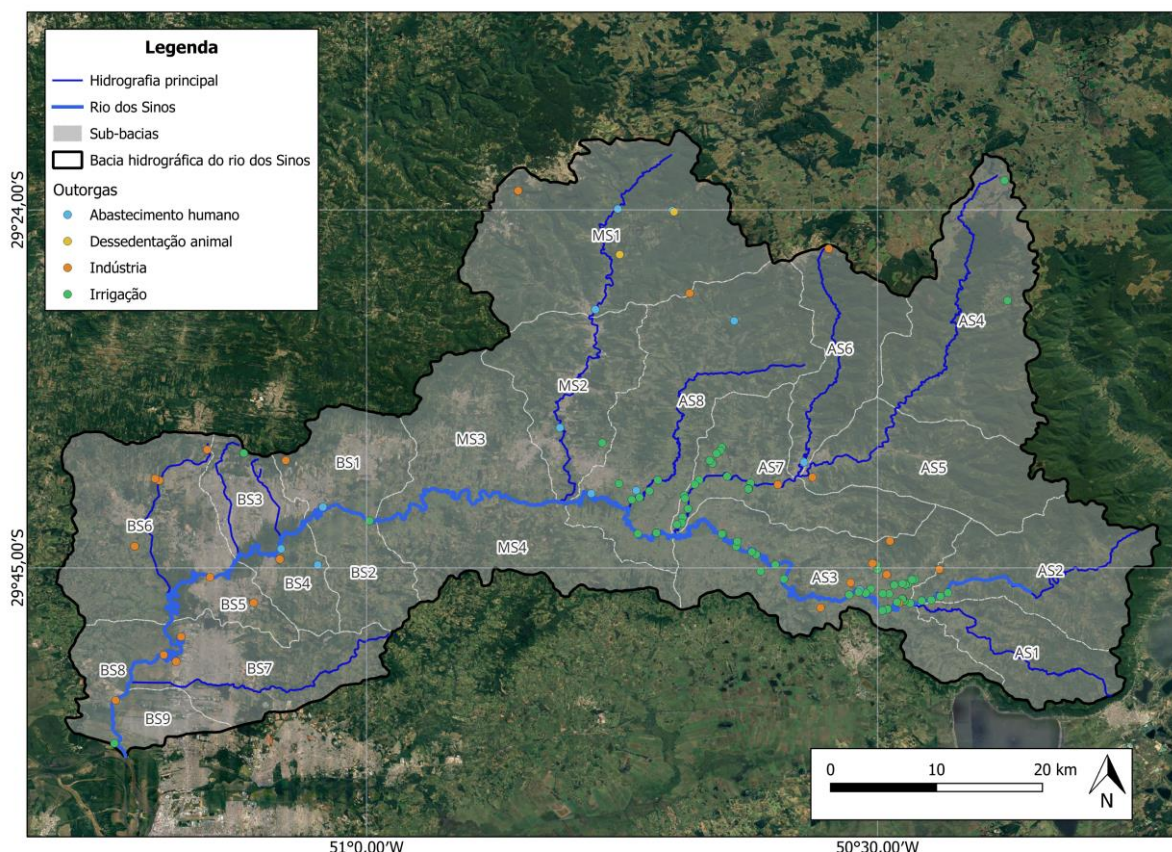 Legenda
Hidrografia principal
Rio dos Sinos
Sub-bacias
Bacia hidrográfica do rio dos Sinos
Outorgas
Abastecimento humano
Dessedentação animal
Indústria
Irrigação
29°24,00'S
29°45,00'S
MS1
AS4
AS6
MS2
AS8
MS3
BS1
AS7
AS5
BS3
BS6
MS4
BS2
BS4
AS3
AS2
BS5
AS1
BS8
BS7
BS9
0 10 20 km
N
51°0.00'W
50°30.00'W